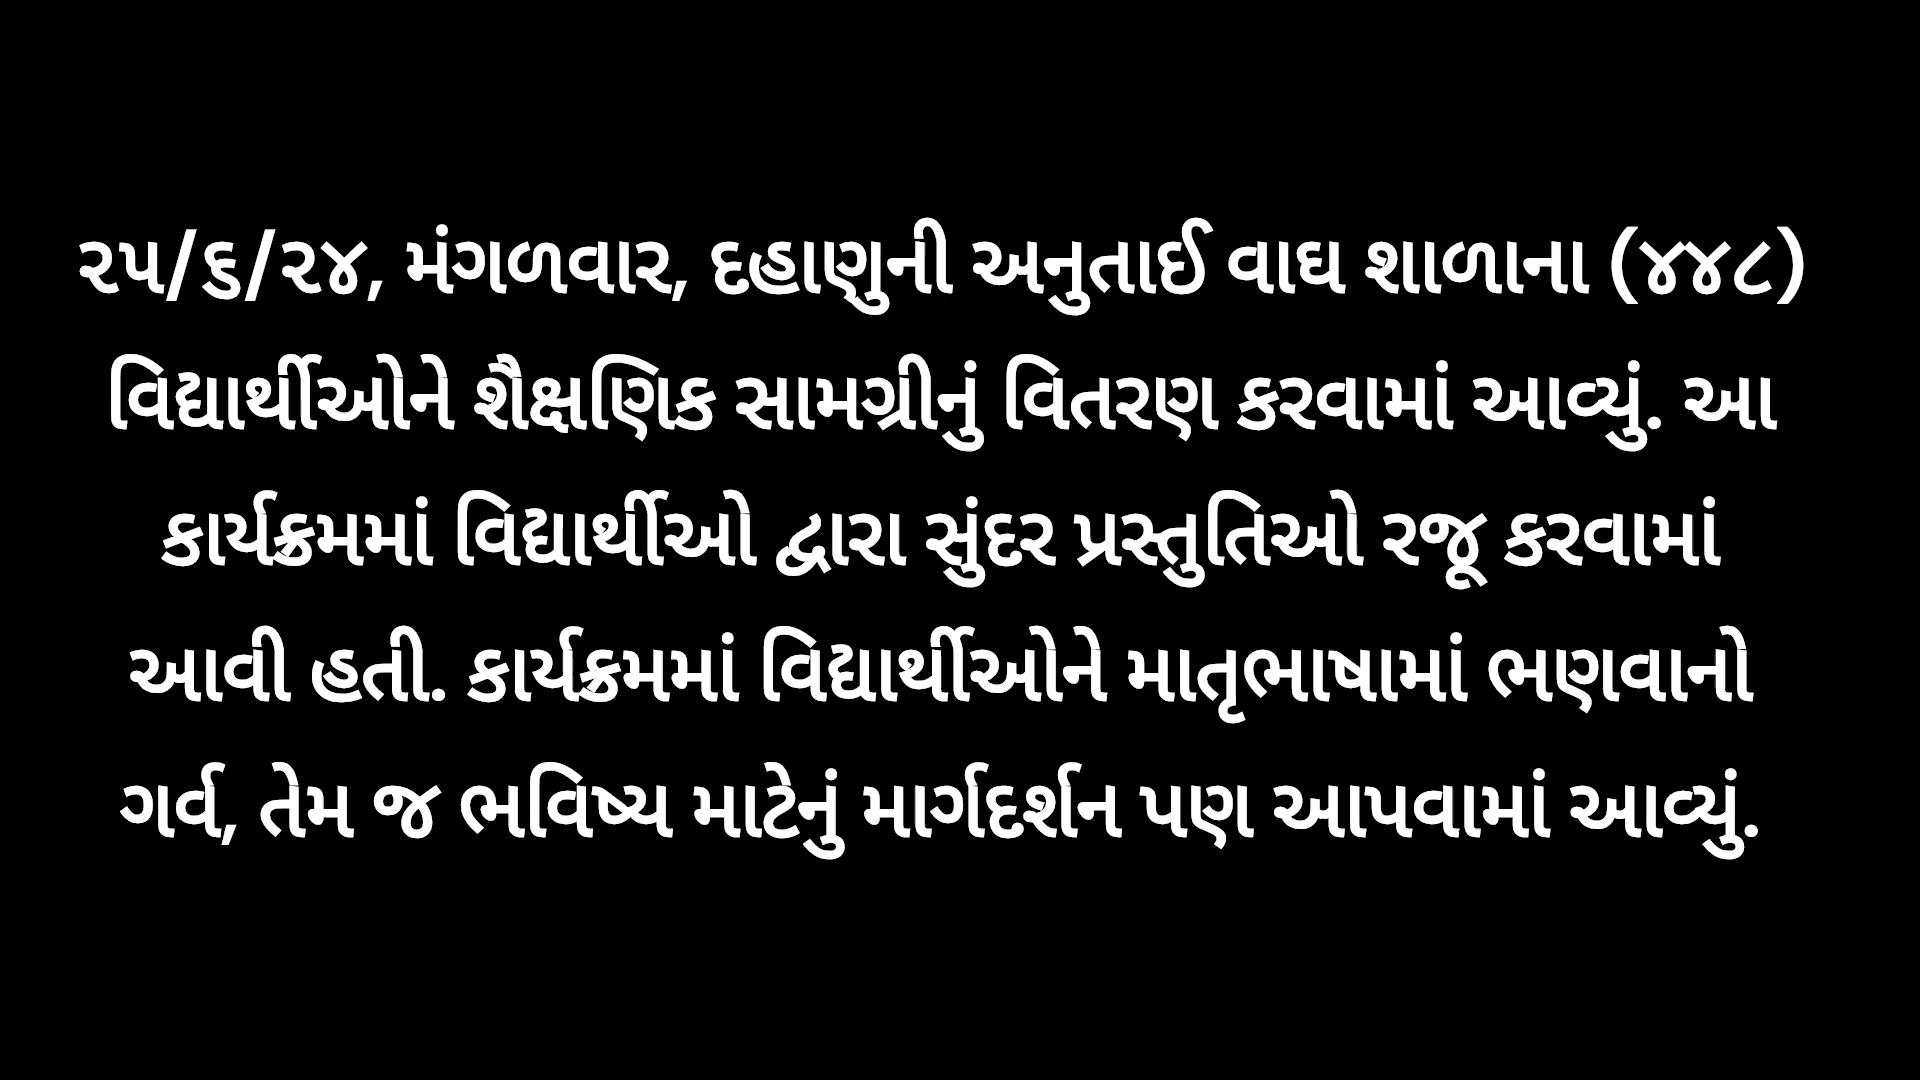 ૨૫/૬/૨૪, મંગળવાર, દહાણુની અનુતાઈ વાઘ શાળાના (૪૪૮)
વિદ્યાર્થીઓને શૈક્ષણિક સામગ્રીનું વિતરણ કરવામાં આવ્યું. આ
કાર્યક્રમમાં વિદ્યાર્થીઓ દ્વારા સુંદર પ્રસ્તુતિઓ રજૂ કરવામાં
આવી હતી. કાર્યક્રમમાં વિદ્યાર્થીઓને માતૃભાષામાં ભણવાનો
ગર્વ, તેમ જ ભવિષ્ય માટેનું માર્ગદર્શન પણ આપવામાં આવ્યું.